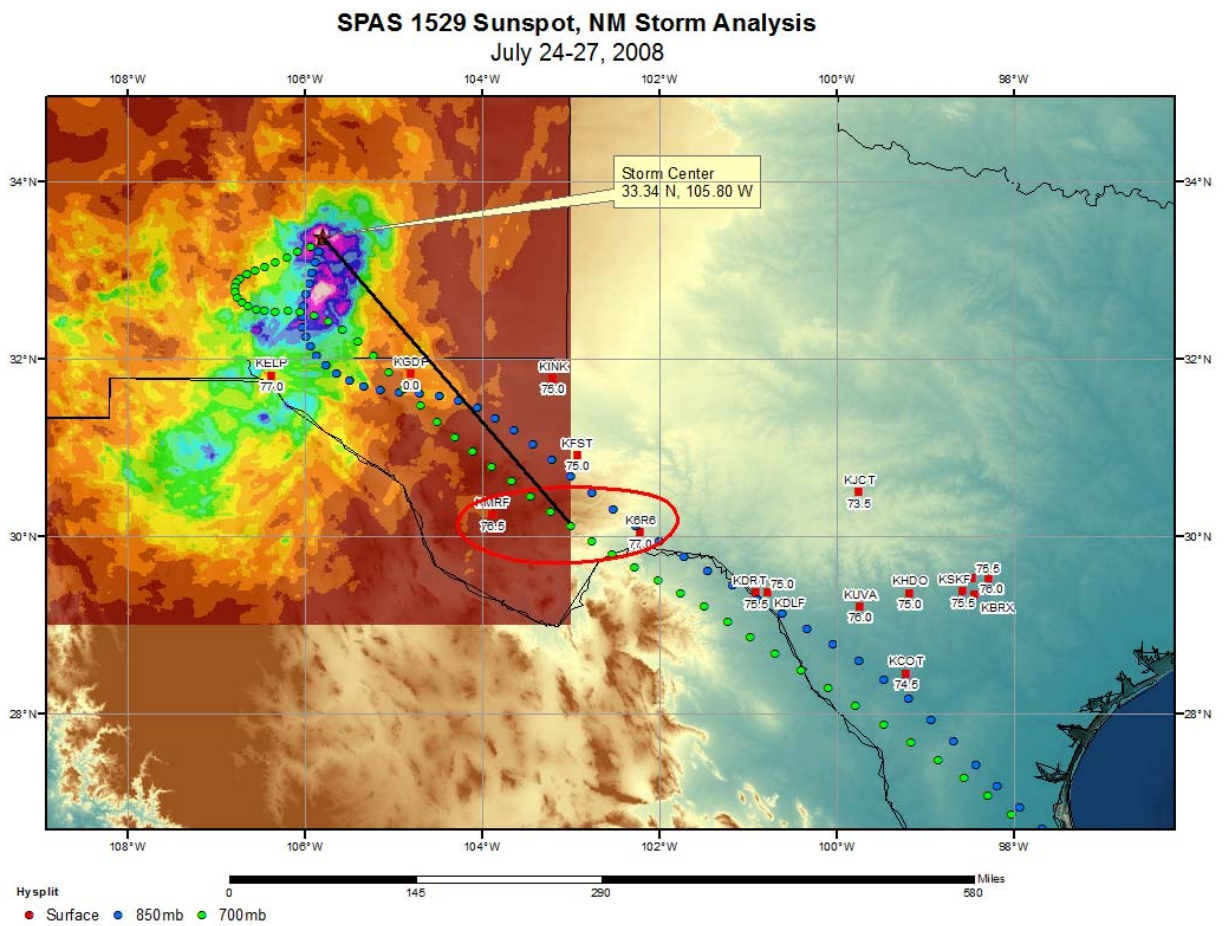 SPAS 1529 Sunspot, NM Storm Analysis
July 24-27, 2008
108°W 106°W 104°W 102°W 100°W 98°W
34°N 34°N
Storm Center
33.34 N, 105.80 W
32°N 32°N
KELP
77.0
KGDP
0.0
KINK
75.0
KFST
75.0
KJCT
73.5
KMRF
76.5
K6R6
77.0
30°N 30°N
KDRT 75.0
75.5 KDLF
KUVA
76.0
KHDO
75.0
KSKF 75.5
75.5 76.0
KBRX
KCOT
74.5
28°N 28°N
108°W 106°W 104°W 102°W 100°W 98°W
Miles
0 145 290 580
Hysplit
Surface 850mb 700mb